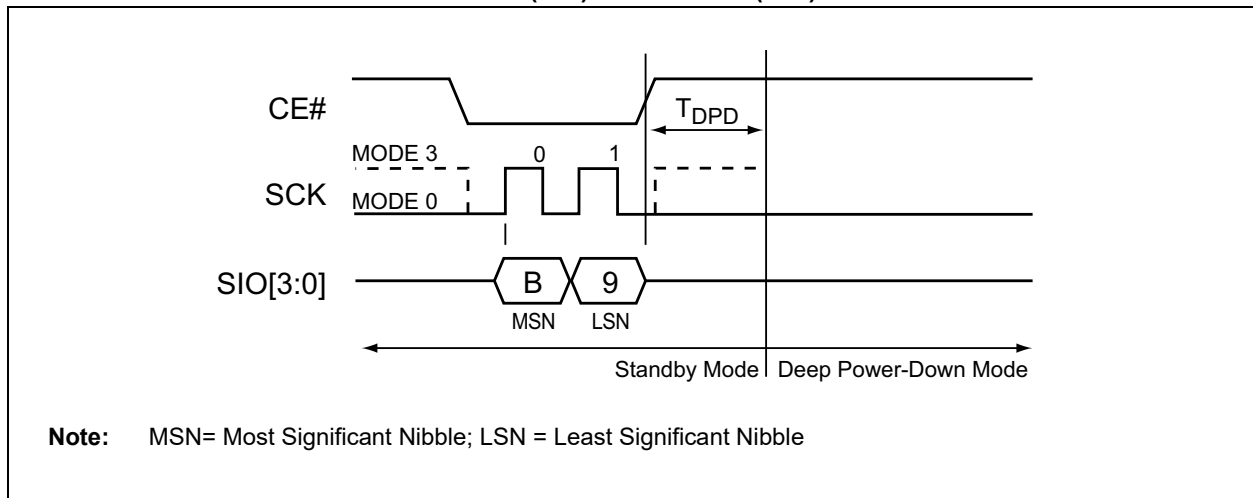 CE#
T_DPD
MODE 3
0 1
SCK
MODE 0
SIO[3:0]
B 9
MSN LSN
Standby Mode Deep Power-Down Mode
Note: MSN= Most Significant Nibble; LSN = Least Significant Nibble